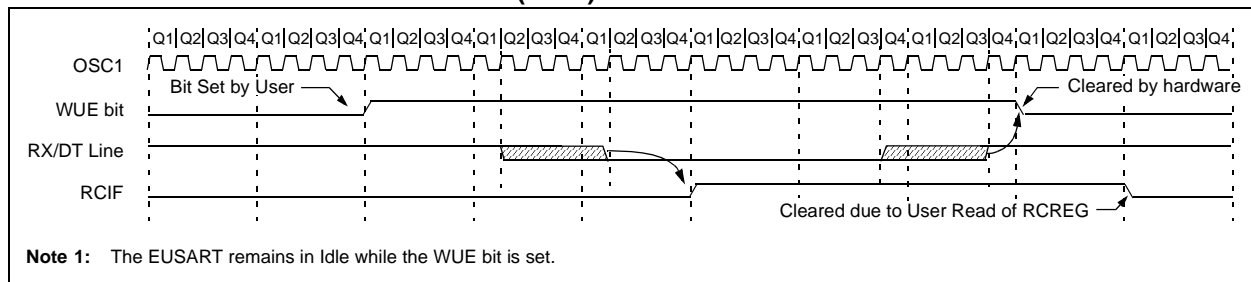 Q1 Q2 Q3 Q4 Q1 Q2 Q3 Q4 Q1 Q2 Q3 Q4 Q1 Q2 Q3 Q4 Q1 Q2 Q3 Q4 Q1 Q2 Q3 Q4 Q1 Q2 Q3 Q4 Q1 Q2 Q3 Q4 Q1 Q2 Q3 Q4 Q1 Q2 Q3 Q4
OSC1
Bit Set by User
Cleared by hardware
WUE bit
RX/DT Line
RCIF
Cleared due to User Read of RCREG
Note 1: The EUSART remains in Idle while the WUE bit is set.